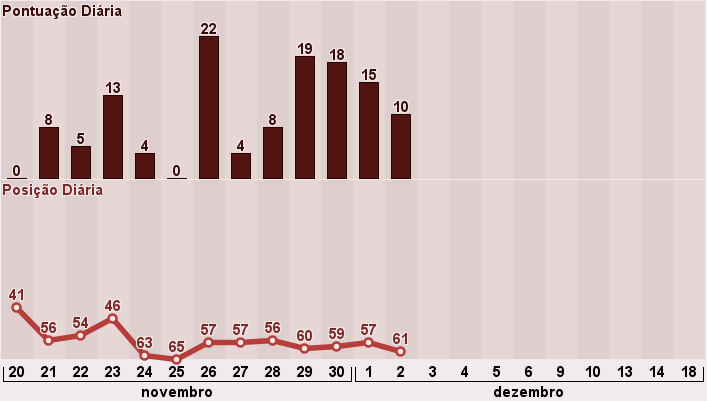 Pontuação Diária
0 8 5 13 4 0 22 4 8 19 18 15 10
Posição Diária
41 56 54 46 63 65 57 57 56 60 59 57 61
20 21 22 23 24 25 26 27 28 29 30 1 2 3 4 5 6 9 10 13 14 18
novembro dezembro